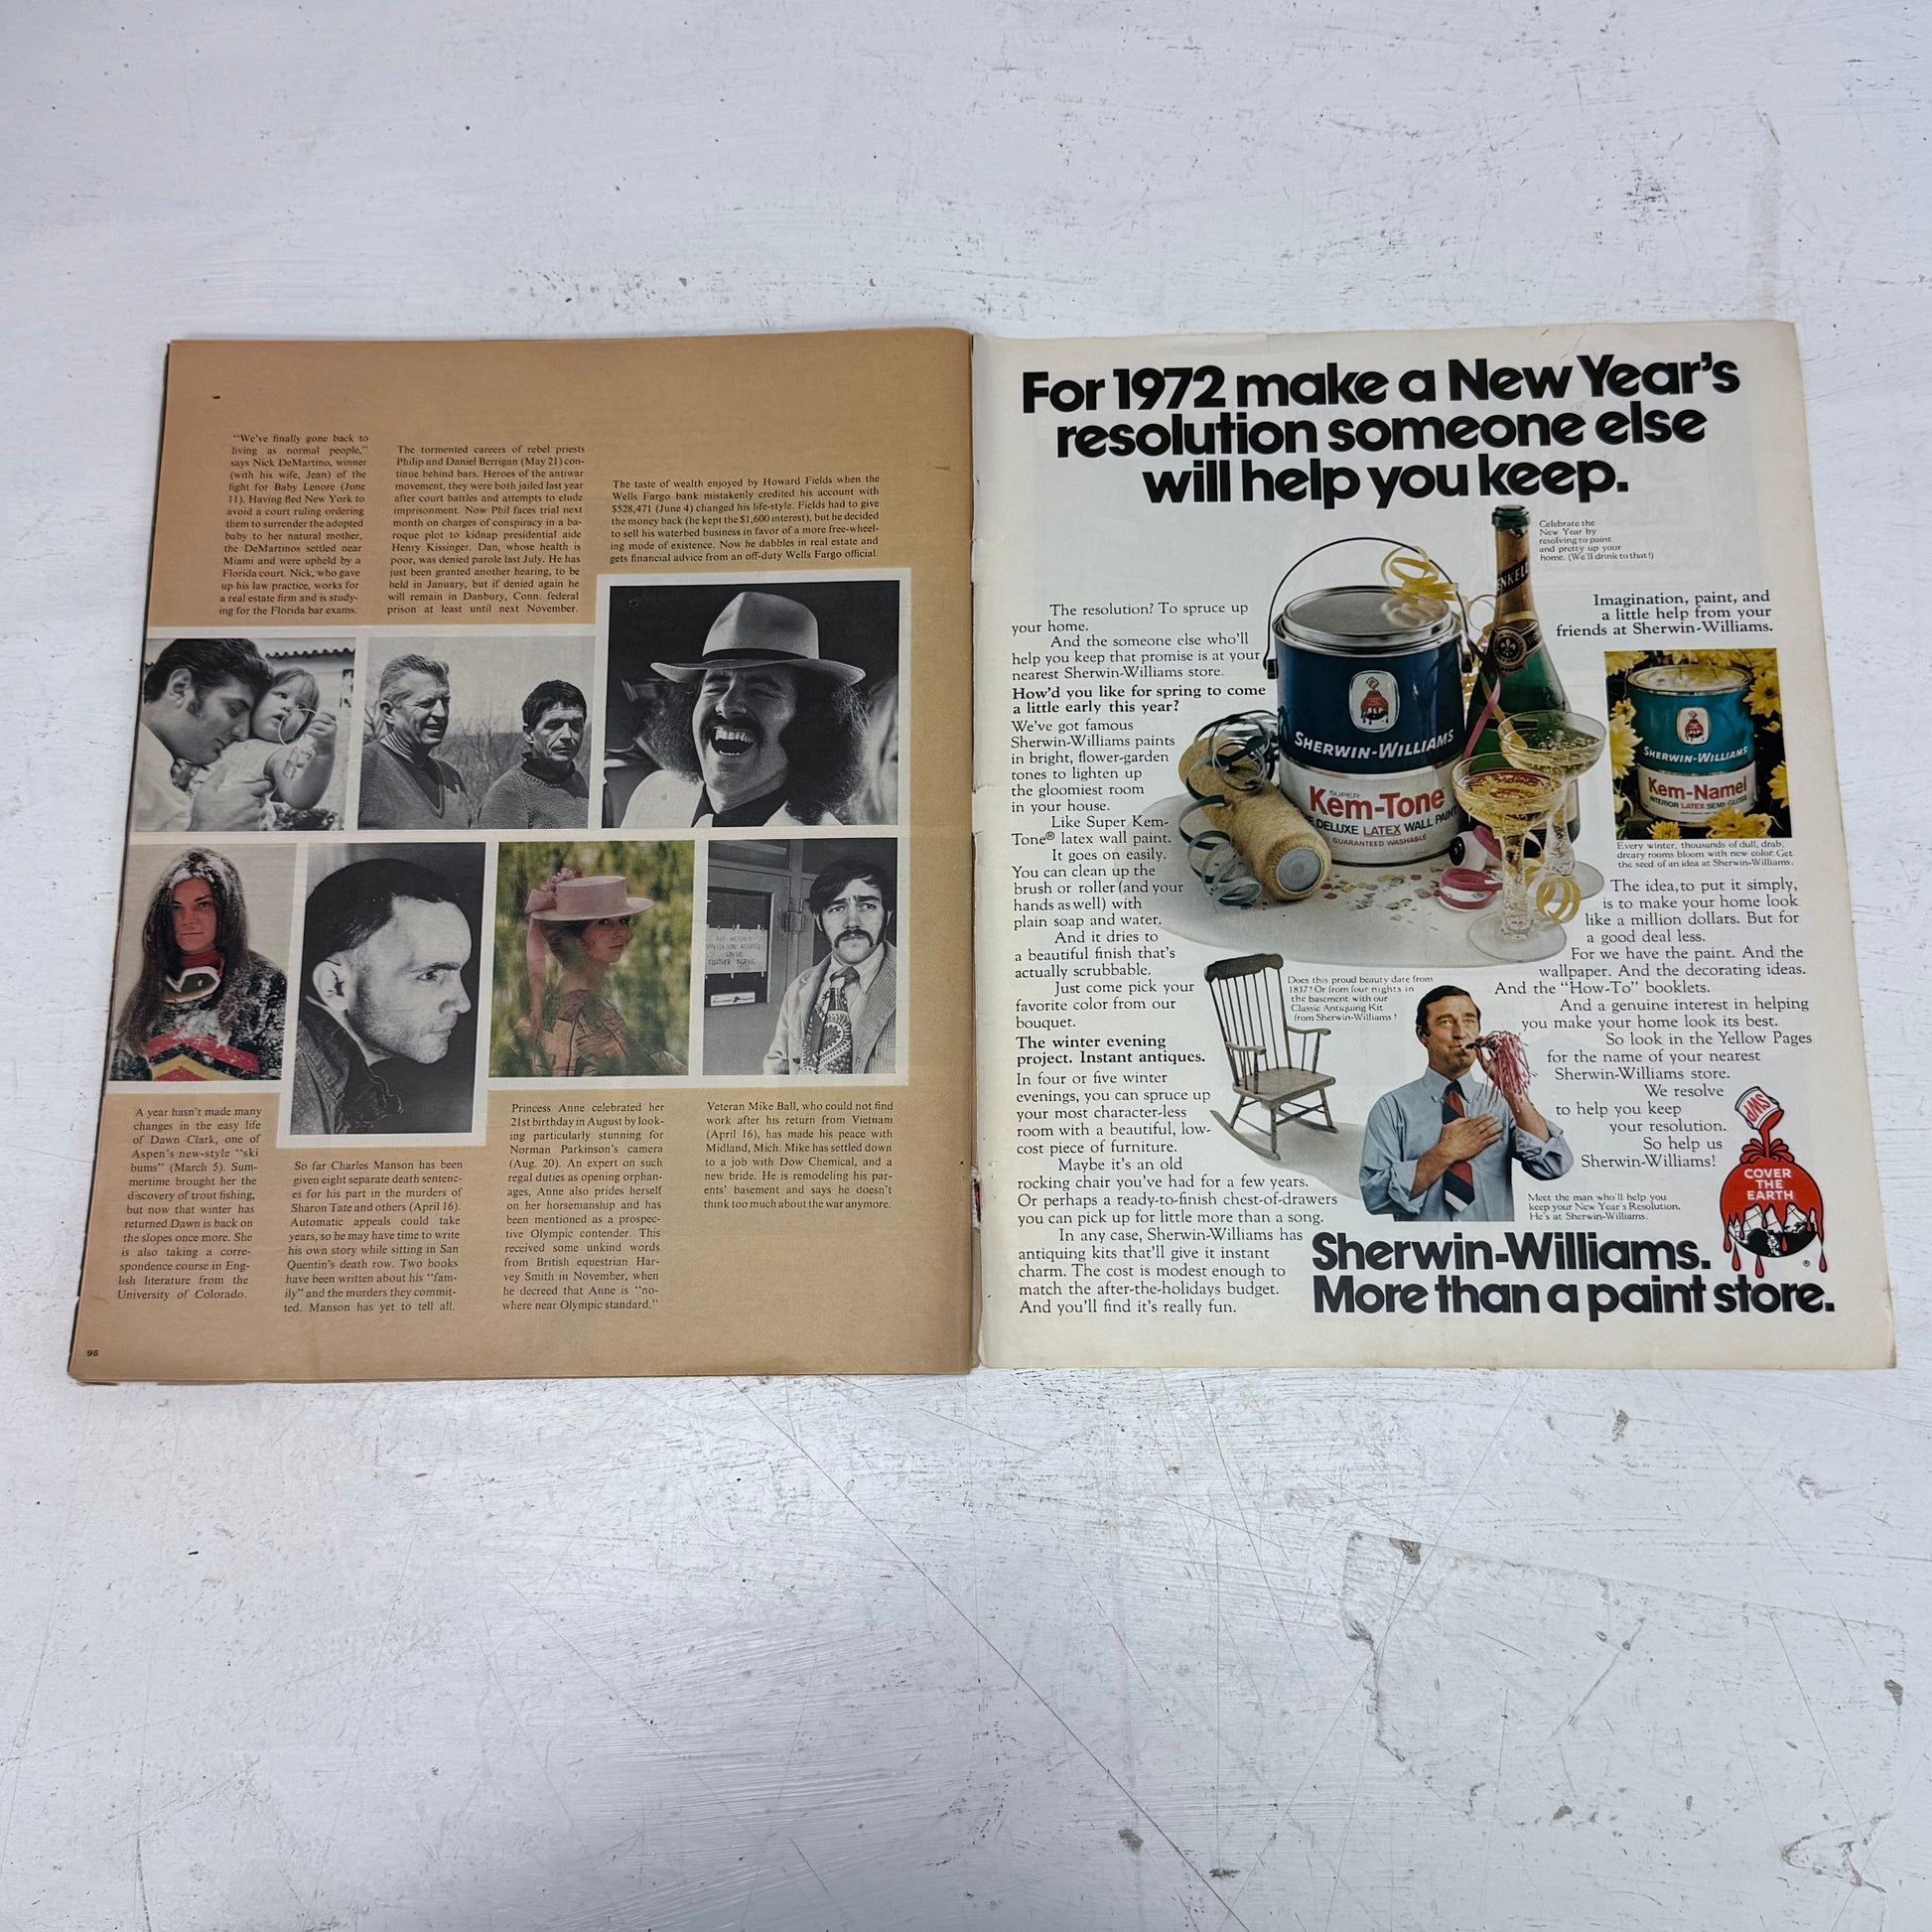 "We've finally gone back to
living as normal people,"
says Nick DeMartino, winner
(with his wife, Jean) of the
fight for Baby Lenore (June
11). Having fled New York to
avoid a court ruling ordering
them to surrender the adopted
baby to her natural mother,
the DeMartinos settled near
Miami and were upheld by a
Florida court. Nick, who gave
up his law practice, works for
a real estate firm and is study-
ing for the Florida bar exams.
The tormented careers of rebel priests
Philip and Daniel Berrigan (May 21) con-
tinue behind bars. Heroes of the antiwar
movement, they were both jailed last year
after court battles and attempts to elude
imprisonment. Now Phil faces trial next
month on charges of conspiracy in a ba-
roque plot to kidnap presidential aide
Henry Kissinger. Dan, whose health is
poor, was denied parole last July. He has
just been granted another hearing, to be
held in January, but if denied again he
will remain in Danbury, Conn. federal
prison at least until next November.
The taste of wealth enjoyed by Howard Fields when the
Wells Fargo bank mistakenly credited his account with
$528,471 (June 4) changed his life-style. Fields had to give
the money back (he kept the $1,600 interest), but he decided
to sell his waterbed business in favor of a more free-wheel-
ing mode of existence. Now he dabbles in real estate and
gets financial advice from an off-duty Wells Fargo official.
A year hasn't made many
changes in the easy life
of Dawn Clark, one of
Aspen's new-style "ski
bums" (March 5). Sum-
mertime brought her the
discovery of trout fishing,
but now that winter has
returned Dawn is back on
the slopes once more. She
is also taking a corre-
spondence course in Eng-
lish literature from the
University of Colorado.
So far Charles Manson has been
given eight separate death sentenc-
es for his part in the murders of
Sharon Tate and others (April 16).
Automatic appeals could take
years, so he may have time to write
his own story while sitting in San
Quentin's death row. Two books
have been written about his "fam-
ily" and the murders they commit-
ted. Manson has yet to tell all.
Princess Anne celebrated her
21st birthday in August by look-
ing particularly stunning for
Norman Parkinson's camera
(Aug. 20). An expert on such
regal duties as opening orphan-
ages, Anne also prides herself
on her horsemanship and has
been mentioned as a prospec-
tive Olympic contender. This
received some unkind words
from British equestrian Har-
vey Smith in November, when
he decreed that Anne is "no-
where near Olympic standard."
Veteran Mike Ball, who could not find
work after his return from Vietnam
(April 16), has made his peace with
Midland, Mich. Mike has settled down
to a job with Dow Chemical, and a
new bride. He is remodeling his par-
ents' basement and says he doesn't
think too much about the war anymore.
96
For 1972 make a New Year's
resolution someone else
will help you keep.
Celebrate the
New Year by
resolving to paint
and pretty up your
home. (We'll drink to that!)
The resolution? To spruce up
your home.
And the someone else who'll
help you keep that promise is at your
nearest Sherwin-Williams store.
How'd you like for spring to come
a little early this year?
We've got famous
Sherwin-Williams paints
in bright, flower-garden
tones to lighten up
the gloomiest room
in your house.
Like Super Kem-
Tone® latex wall paint.
It goes on easily.
You can clean up the
brush or roller (and your
hands as well) with
plain soap and water.
And it dries to
a beautiful finish that's
actually scrubbable.
Just come pick your
favorite color from our
bouquet.
The winter evening
project. Instant antiques.
In four or five winter
evenings, you can spruce up
your most character-less
room with a beautiful, low-
cost piece of furniture.
Maybe it's an old
rocking chair you've had for a few years.
Or perhaps a ready-to-finish chest-of-drawers
you can pick up for little more than a song.
In any case, Sherwin-Williams has
antiquing kits that'll give it instant
charm. The cost is modest enough to
match the after-the-holidays budget.
And you'll find it's really fun.
SHERWIN-WILLIAMS
SUPER
Kem-Tone
DELUXE LATEX WALL PAINT
GUARANTEED WASHABLE
Does this proud beauty date from
1837? Or from four nights in
the basement with our
Classic Antiquing Kit
from Sherwin-Williams?
Imagination, paint, and
a little help from your
friends at Sherwin-Williams.
SHERWIN-WILLIAMS
Kem-Namel
INTERIOR LATEX SEMI-GLOSS
Every winter, thousands of dull, drab,
dreary rooms bloom with new color. Get
the seed of an idea at Sherwin-Williams.
The idea, to put it simply,
is to make your home look
like a million dollars. But for
a good deal less.
For we have the paint. And the
wallpaper. And the decorating ideas.
And the "How-To" booklets.
And a genuine interest in helping
you make your home look its best.
So look in the Yellow Pages
for the name of your nearest
Sherwin-Williams store.
We resolve
to help you keep
your resolution.
So help us
Sherwin-Williams!
Meet the man who'll help you
keep your New Year's Resolution.
He's at Sherwin-Williams.
SWP
COVER
THE
EARTH
®
Sherwin-Williams.
More than a paint store.